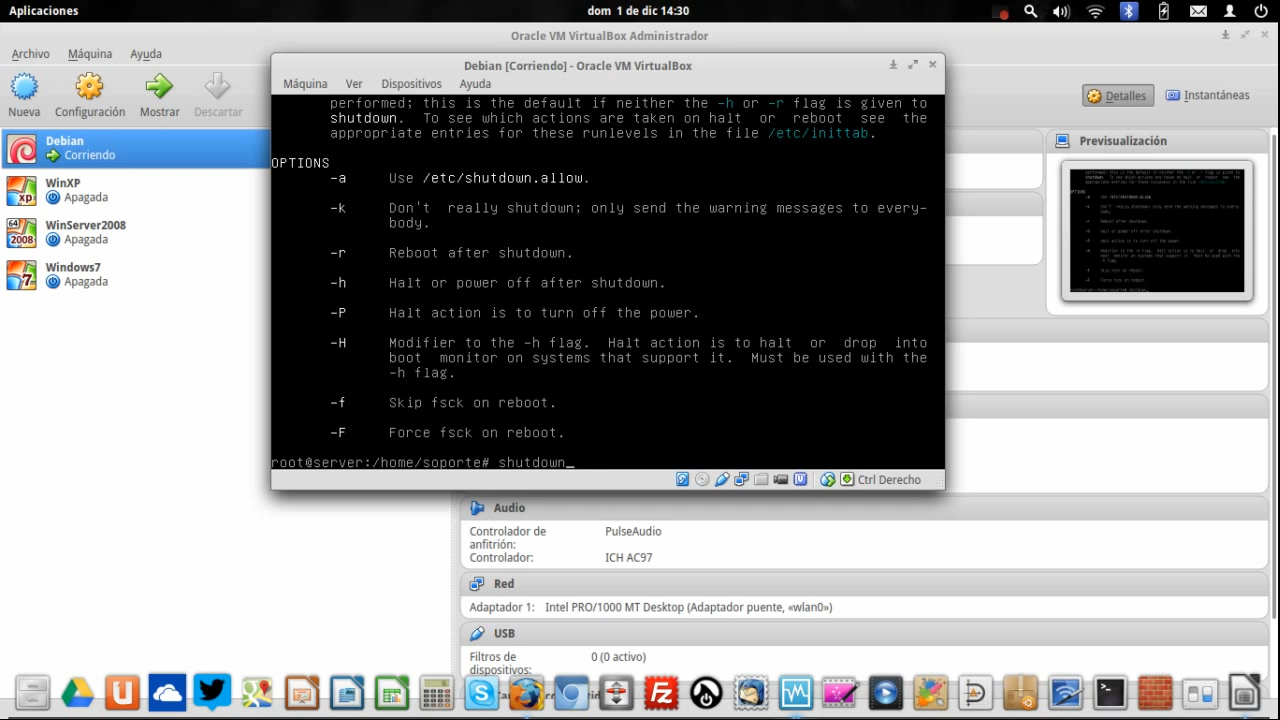 Aplicaciones
dom 1 de dic 14:30
Oracle VM VirtualBox Administrador
Archivo Máquina Ayuda
Nueva Configuración Mostrar Descartar
Detalles Instantáneas
Debian
Corriendo
WinXP
Apagada
WinServer2008
Apagada
Windows7
Apagada
Debian [Corriendo] - Oracle VM VirtualBox
Máquina Ver Dispositivos Ayuda
performed; this is the default if neither the -h or -r flag is given to
shutdown. To see which actions are taken on halt or reboot see the
appropriate entries for these runlevels in the file /etc/inittab.
OPTIONS
-a Use /etc/shutdown.allow.
-k Don't really shutdown; only send the warning messages to every-
body.
-r Reboot after shutdown.
-h Halt or power off after shutdown.
-P Halt action is to turn off the power.
-H Modifier to the -h flag. Halt action is to halt or drop into
boot monitor on systems that support it. Must be used with the
-h flag.
-f Skip fsck on reboot.
-F Force fsck on reboot.
root@server:/home/soporte# shutdown_
Ctrl Derecho
Previsualización
Audio
Controlador de PulseAudio
anfitrión:
Controlador: ICH AC97
Red
Adaptador 1: Intel PRO/1000 MT Desktop (Adaptador puente, «wlan0»)
USB
Filtros de 0 (0 activo)
dispositivos: